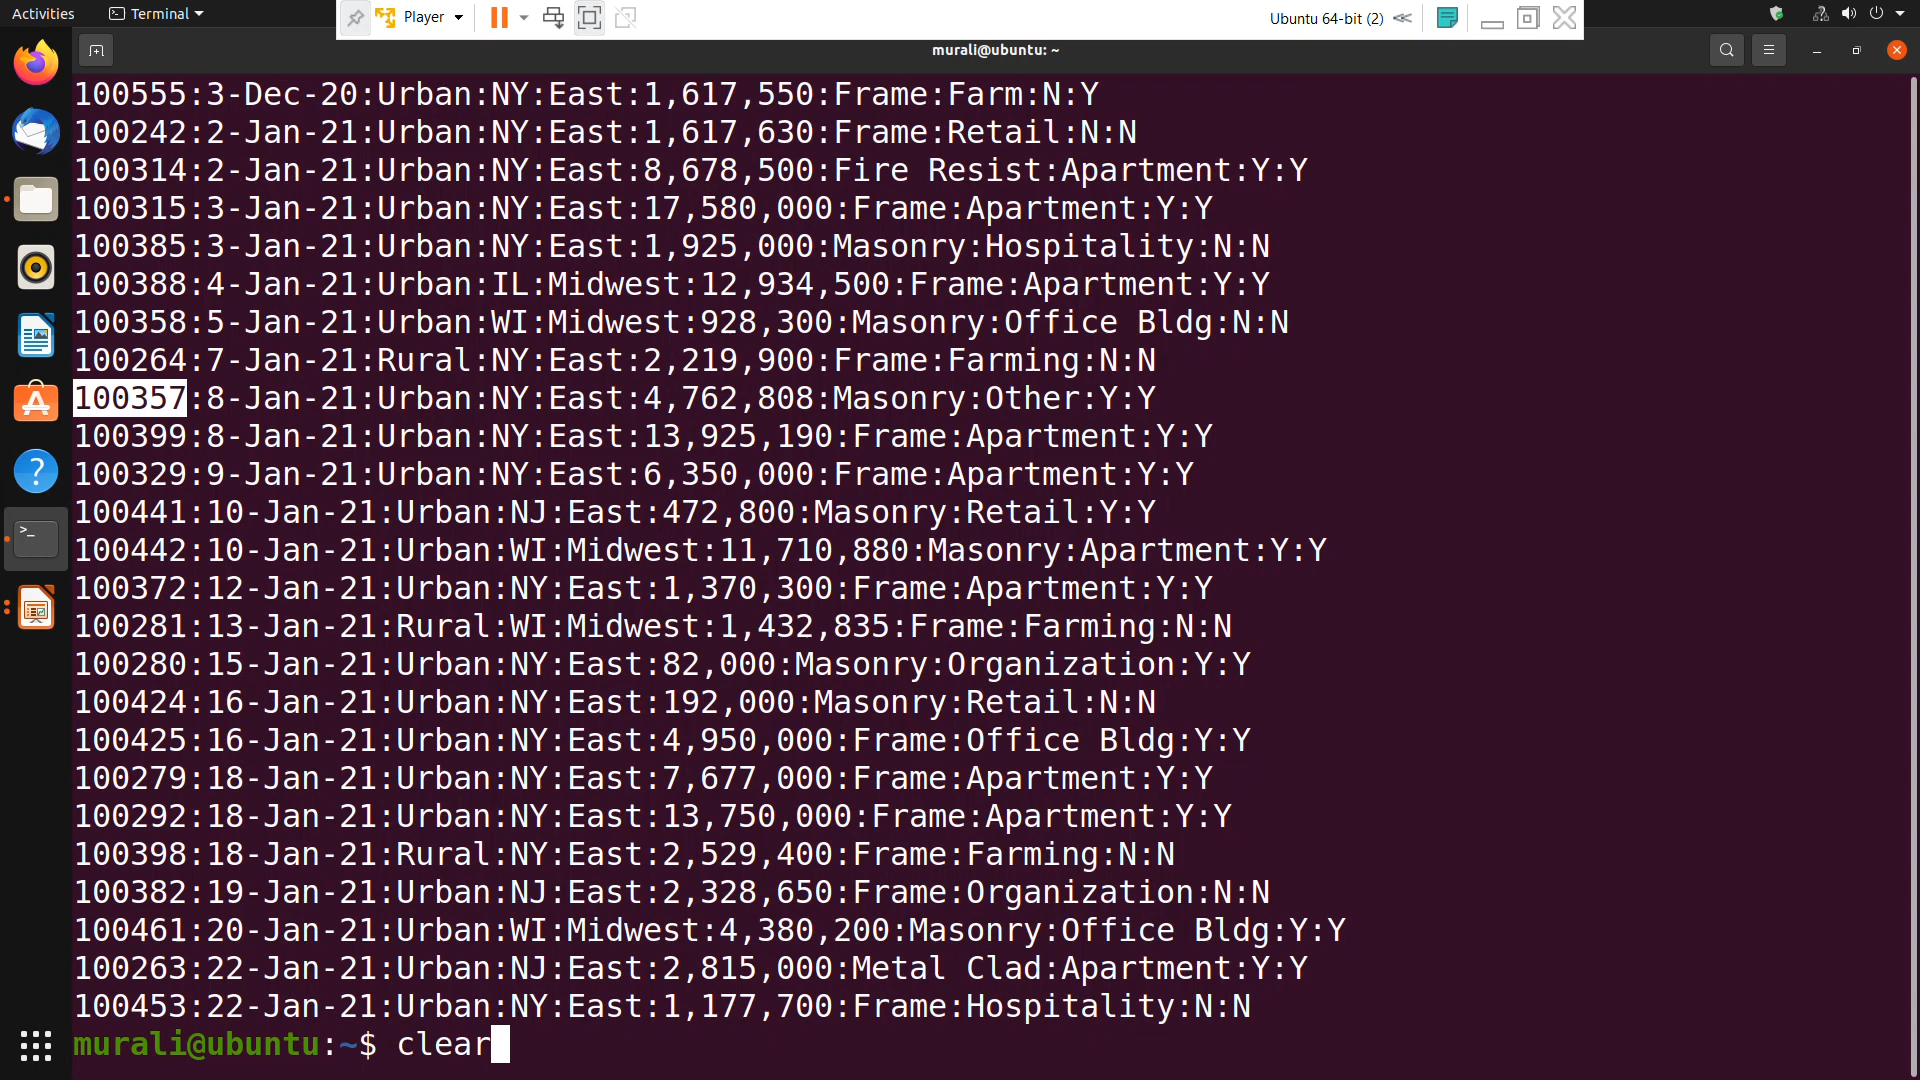 Activities
Terminal
Player
Ubuntu 64-bit (2)
murali@ubuntu: ~
100555:3-Dec-20:Urban:NY:East:1,617,550:Frame:Farm:N:Y
100242:2-Jan-21:Urban:NY:East:1,617,630:Frame:Retail:N:N
100314:2-Jan-21:Urban:NY:East:8,678,500:Fire Resist:Apartment:Y:Y
100315:3-Jan-21:Urban:NY:East:17,580,000:Frame:Apartment:Y:Y
100385:3-Jan-21:Urban:NY:East:1,925,000:Masonry:Hospitality:N:N
100388:4-Jan-21:Urban:IL:Midwest:12,934,500:Frame:Apartment:Y:Y
100358:5-Jan-21:Urban:WI:Midwest:928,300:Masonry:Office Bldg:N:N
100264:7-Jan-21:Rural:NY:East:2,219,900:Frame:Farming:N:N
100357:8-Jan-21:Urban:NY:East:4,762,808:Masonry:Other:Y:Y
100399:8-Jan-21:Urban:NY:East:13,925,190:Frame:Apartment:Y:Y
100329:9-Jan-21:Urban:NY:East:6,350,000:Frame:Apartment:Y:Y
100441:10-Jan-21:Urban:NJ:East:472,800:Masonry:Retail:Y:Y
100442:10-Jan-21:Urban:WI:Midwest:11,710,880:Masonry:Apartment:Y:Y
100372:12-Jan-21:Urban:NY:East:1,370,300:Frame:Apartment:Y:Y
100281:13-Jan-21:Rural:WI:Midwest:1,432,835:Frame:Farming:N:N
100280:15-Jan-21:Urban:NY:East:82,000:Masonry:Organization:Y:Y
100424:16-Jan-21:Urban:NY:East:192,000:Masonry:Retail:N:N
100425:16-Jan-21:Urban:NY:East:4,950,000:Frame:Office Bldg:Y:Y
100279:18-Jan-21:Urban:NY:East:7,677,000:Frame:Apartment:Y:Y
100292:18-Jan-21:Urban:NY:East:13,750,000:Frame:Apartment:Y:Y
100398:18-Jan-21:Rural:NY:East:2,529,400:Frame:Farming:N:N
100382:19-Jan-21:Urban:NJ:East:2,328,650:Frame:Organization:N:N
100461:20-Jan-21:Urban:WI:Midwest:4,380,200:Masonry:Office Bldg:Y:Y
100263:22-Jan-21:Urban:NJ:East:2,815,000:Metal Clad:Apartment:Y:Y
100453:22-Jan-21:Urban:NY:East:1,177,700:Frame:Hospitality:N:N
murali@ubuntu:~$ clear